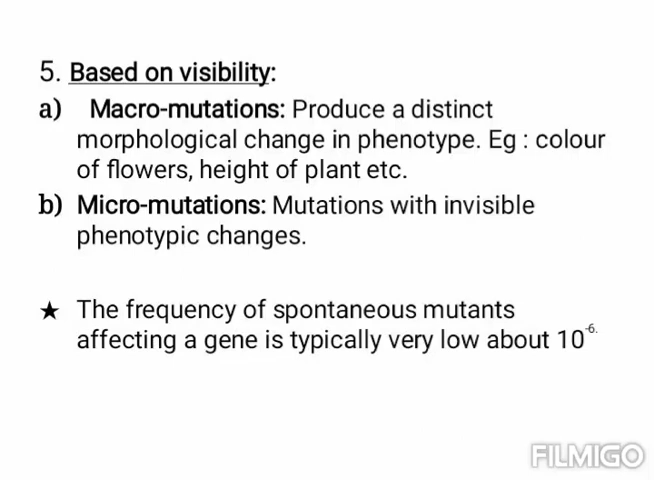 5. Based on visibility:
a) Macro-mutations: Produce a distinct
morphological change in phenotype. Eg : colour
of flowers, height of plant etc.
b) Micro-mutations: Mutations with invisible
phenotypic changes.
★ The frequency of spontaneous mutants
affecting a gene is typically very low about 10⁻⁶·
FILMIGO